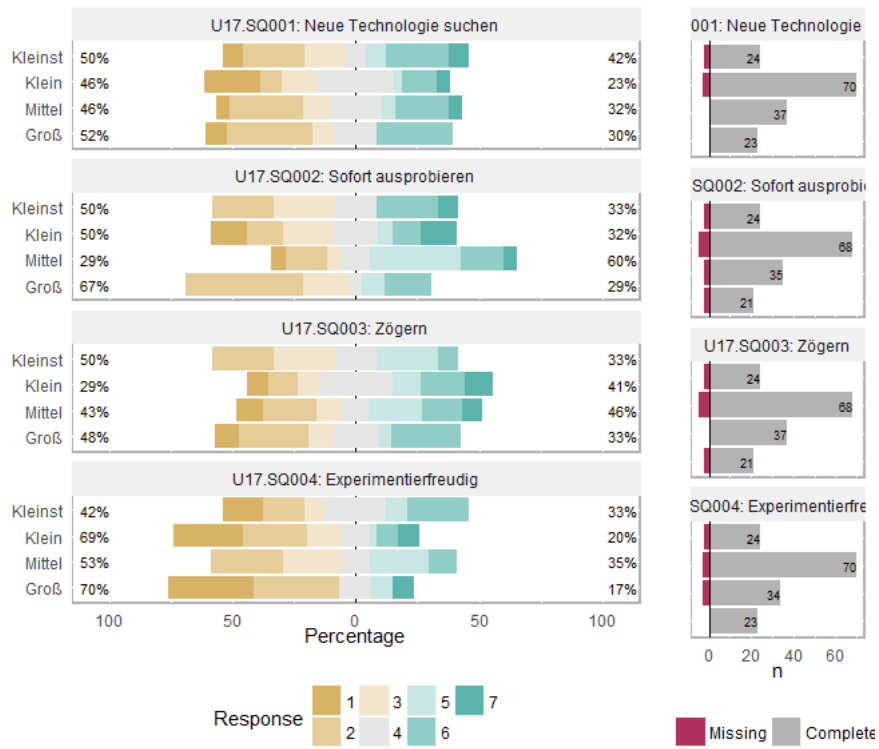 U17.SQ001: Neue Technologie suchen
Kleinst 50% 42%
Klein 46% 23%
Mittel 46% 32%
Groß 52% 30%
U17.SQ002: Sofort ausprobieren
Kleinst 50% 33%
Klein 50% 32%
Mittel 29% 60%
Groß 67% 29%
U17.SQ003: Zögern
Kleinst 50% 33%
Klein 29% 41%
Mittel 43% 46%
Groß 48% 33%
U17.SQ004: Experimentierfreudig
Kleinst 42% 33%
Klein 69% 20%
Mittel 53% 35%
Groß 70% 17%
100 50 0 50 100
Percentage
Response
1 3 5 7
2 4 6
001: Neue Technologie
24
70
37
23
SQ002: Sofort ausprobi
24
68
35
21
U17.SQ003: Zögern
24
68
37
21
SQ004: Experimentierfre
24
70
34
23
0 20 40 60
n
Missing Complete